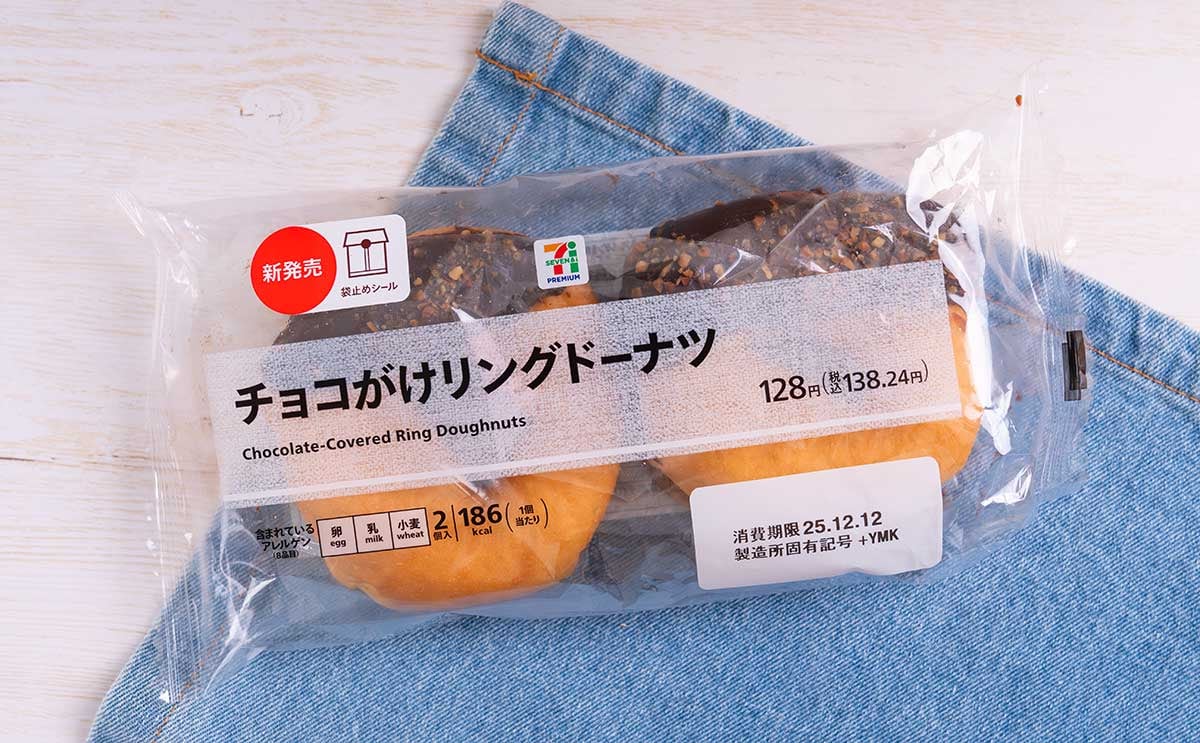 新発売
袋止めシール
SEVEN&i
PREMIUM
チョコがけリングドーナツ
Chocolate-Covered Ring Doughnuts
128円(税込138.24円)
含まれている
アレルゲン
(8品目)
卵 乳 小麦
egg milk wheat
2個入
186kcal
(1個当たり)
消費期限 25.12.12
製造所固有記号 +YMK